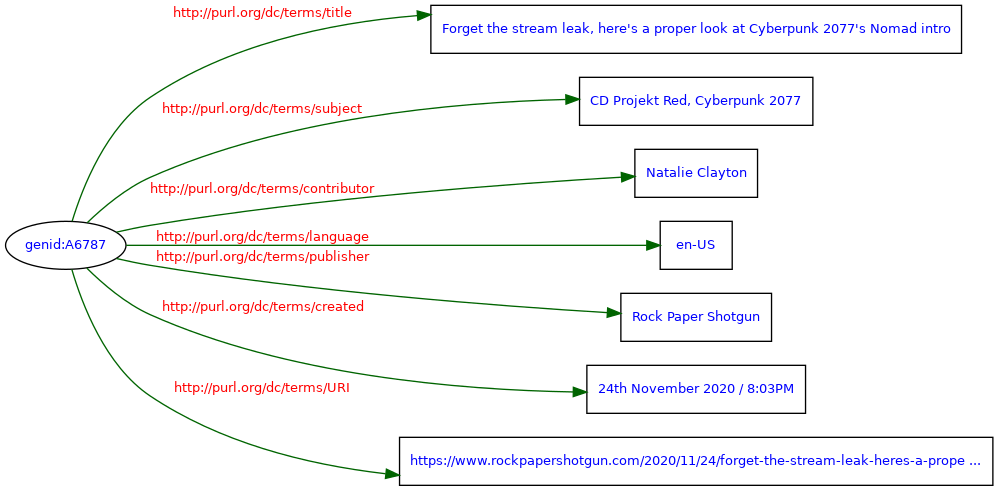 http://purl.org/dc/terms/title
Forget the stream leak, here's a proper look at Cyberpunk 2077's Nomad intro
http://purl.org/dc/terms/subject
CD Projekt Red, Cyberpunk 2077
http://purl.org/dc/terms/contributor
Natalie Clayton
genid:A6787
http://purl.org/dc/terms/language
en-US
http://purl.org/dc/terms/publisher
Rock Paper Shotgun
http://purl.org/dc/terms/created
24th November 2020 / 8:03PM
http://purl.org/dc/terms/URI
https://www.rockpapershotgun.com/2020/11/24/forget-the-stream-leak-heres-a-prope ...